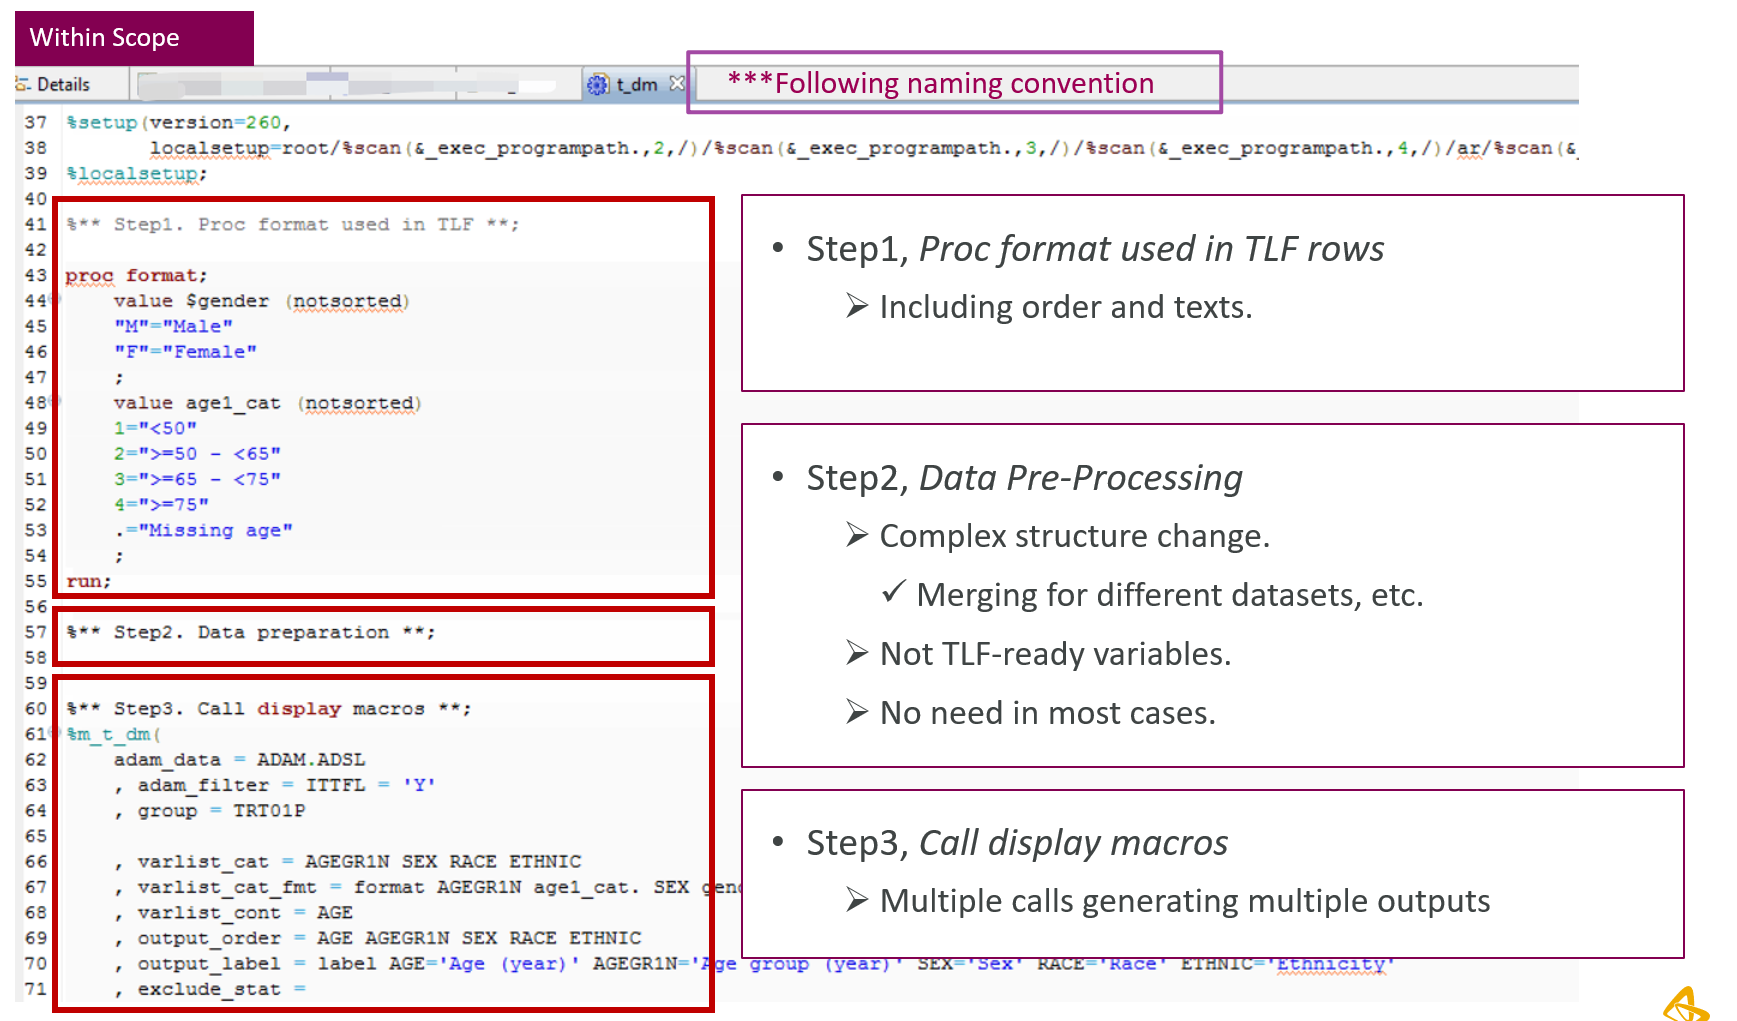 Within Scope
Details
t_dm
***Following naming convention
37 %setup(version=260,
38 localsetup=root/%scan(&_exec_programpath.,2,/)/%scan(&_exec_programpath.,3,/)/%scan(&_exec_programpath.,4,/)/ar/%scan(&_
39 %localsetup;
40
41 %** Step1. Proc format used in TLF **;
42
43 proc format;
44 value $gender (notsorted)
45 "M"="Male"
46 "F"="Female"
47 ;
48 value age1_cat (notsorted)
49 1="<50"
50 2=">=50 - <65"
51 3=">=65 - <75"
52 4=">=75"
53 .="Missing age"
54 ;
55 run;
56
57 %** Step2. Data preparation **;
58
59
60 %** Step3. Call display macros **;
61 %m_t_dm(
62 adam_data = ADAM.ADSL
63 , adam_filter = ITTFL = 'Y'
64 , group = TRT01P
65
66 , varlist_cat = AGEGR1N SEX RACE ETHNIC
67 , varlist_cat_fmt = format AGEGR1N age1_cat. SEX gend
68 , varlist_cont = AGE
69 , output_order = AGE AGEGR1N SEX RACE ETHNIC
70 , output_label = label AGE='Age (year)' AGEGR1N='Age group (year)' SEX='Sex' RACE='Race' ETHNIC='Ethnicity'
71 , exclude_stat =
• Step1, Proc format used in TLF rows
➢ Including order and texts.
• Step2, Data Pre-Processing
➢ Complex structure change.
✓ Merging for different datasets, etc.
➢ Not TLF-ready variables.
➢ No need in most cases.
• Step3, Call display macros
➢ Multiple calls generating multiple outputs